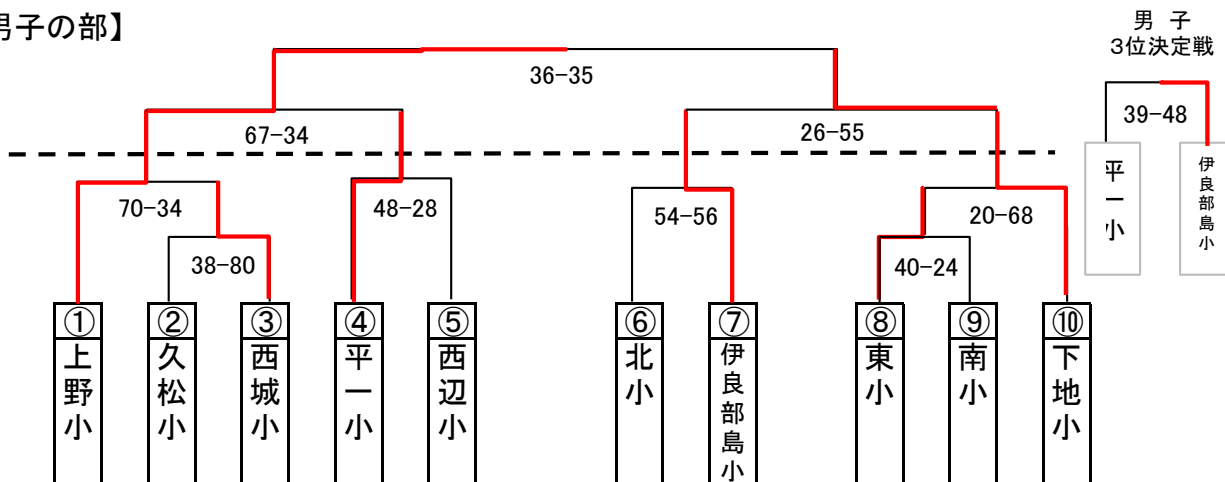 男子の部】
男 子
3位決定戦
36-35
39-48
67-34
26-55
平一小
伊良部島小
70-34
48-28
54-56
20-68
38-80
40-24
①
上野小
②
久松小
③
西城小
④
平一小
⑤
西辺小
⑥
北小
⑦
伊良部島小
⑧
東小
⑨
南小
⑩
下地小